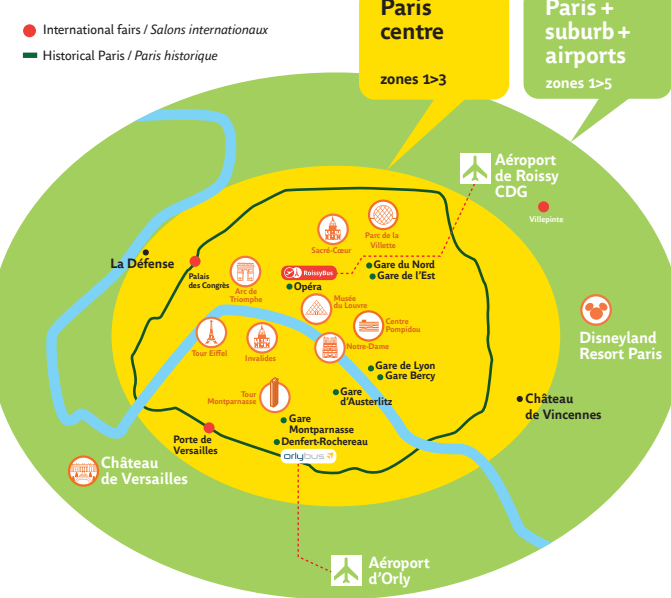 International fairs / Salons internationaux
Historical Paris / Paris historique
Paris
centre
zones 1>3
Paris +
suburb +
airports
zones 1>5
Aéroport
de Roissy
CDG
Villepinte
Sacré-Cœur
Parc de la
Villette
La Défense
Palais
des Congrès
Arc de
Triomphe
RoissyBus
Gare du Nord
Gare de l'Est
Opéra
Musée
du Louvre
Centre
Pompidou
Tour Eiffel
Invalides
Notre-Dame
Disneyland
Resort Paris
Gare de Lyon
Gare Bercy
Tour
Montparnasse
Gare
d'Austerlitz
Château
de Vincennes
Gare
Montparnasse
Porte de
Versailles
Denfert-Rochereau
orlybus
Château
de Versailles
Aéroport
d'Orly